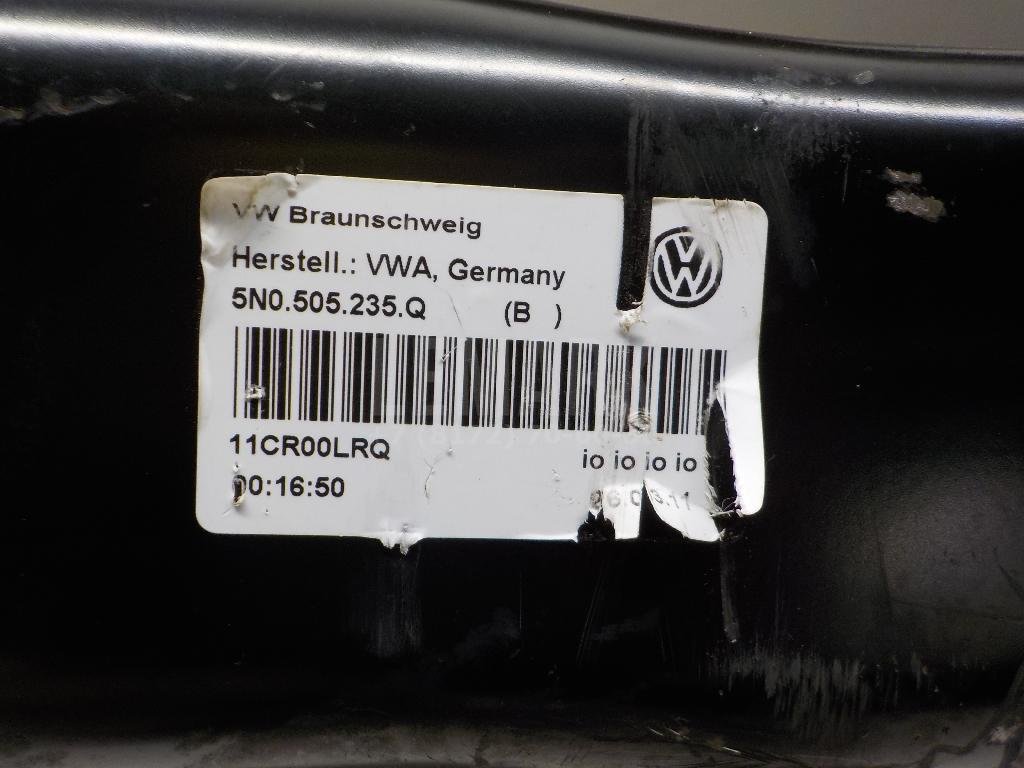 VW Braunschweig
Herstell.: VWA, Germany
5N0.505.235.Q (B )
11CR00LRQ io io io io
00:16:50